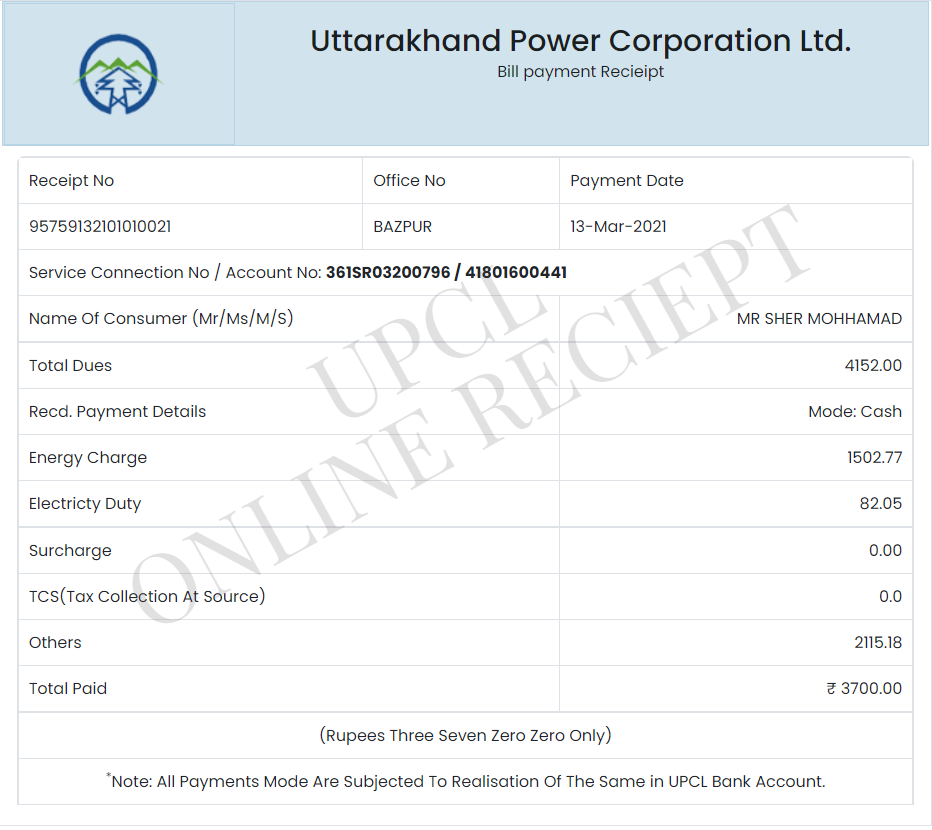 Uttarakhand Power Corporation Ltd.
Bill payment Recieipt
Receipt No Office No Payment Date
95759132101010021 BAZPUR 13-Mar-2021
Service Connection No / Account No: 361SR03200796 / 41801600441
Name Of Consumer (Mr/Ms/M/S) MR SHER MOHHAMAD
Total Dues 4152.00
Recd. Payment Details Mode: Cash
Energy Charge 1502.77
Electricty Duty 82.05
Surcharge 0.00
TCS(Tax Collection At Source) 0.0
Others 2115.18
Total Paid ₹ 3700.00
(Rupees Three Seven Zero Zero Only)
*Note: All Payments Mode Are Subjected To Realisation Of The Same in UPCL Bank Account.
UPCL
ONLINE RECIEPT